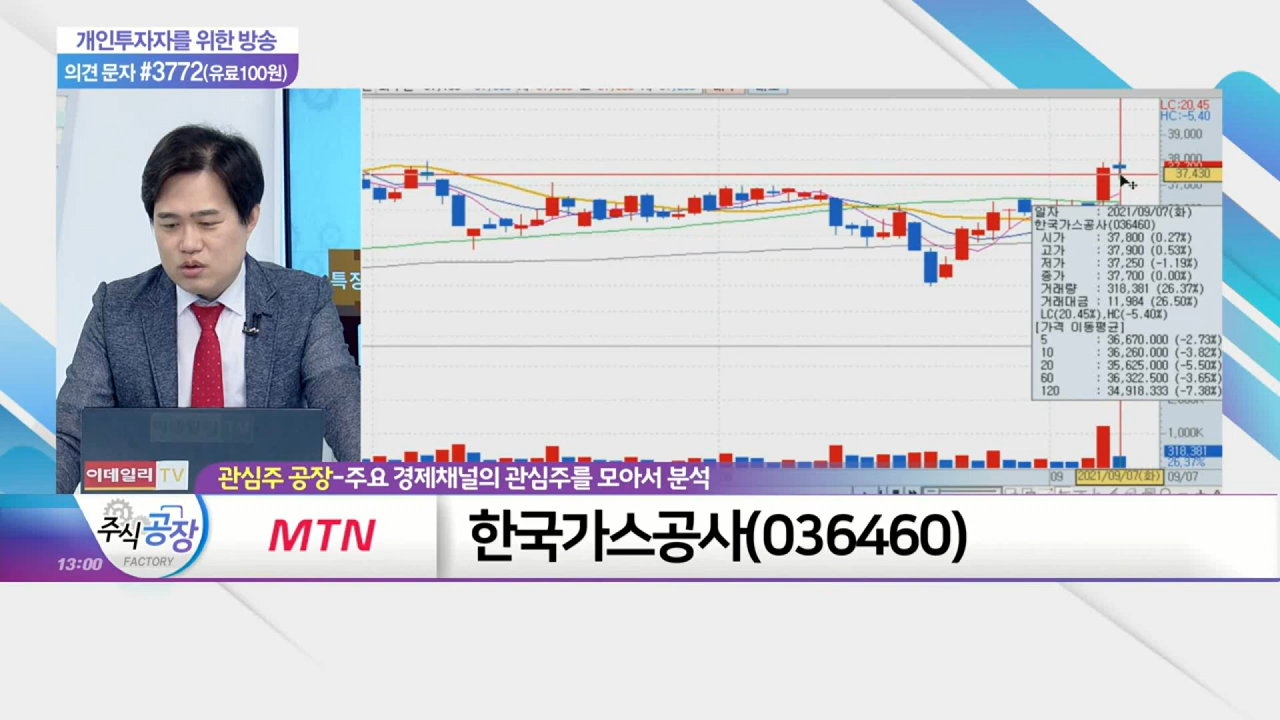 개인투자자를 위한 방송
의견 문자 #3772(유료100원)
LC:20.45
HC:-5.40
39,000
38,000
37,430
37,000
특징
일자 : 2021/09/07(화)
한국가스공사(036460)
시가 : 37,800 (0.27%)
고가 : 37,900 (0.53%)
저가 : 37,250 (-1.19%)
종가 : 37,700 (0.00%)
거래량 : 318,381 (26.37%)
거래대금 : 11,984 (26.50%)
LC(20.45%),HC(-5.40%)
[가격 이동평균]
5 : 36,670.000 (-2.73%)
10 : 36,260.000 (-3.82%)
20 : 35,625.000 (-5.50%)
60 : 36,322.500 (-3.65%)
120 : 34,918.333 (-7.38%)
1,000K
318,381
26.37%
09 2021/09/07(화) 09/07
이데일리 TV
관심주 공장-주요 경제채널의 관심주를 모아서 분석
주식공장
FACTORY
13:00
MTN
한국가스공사(036460)